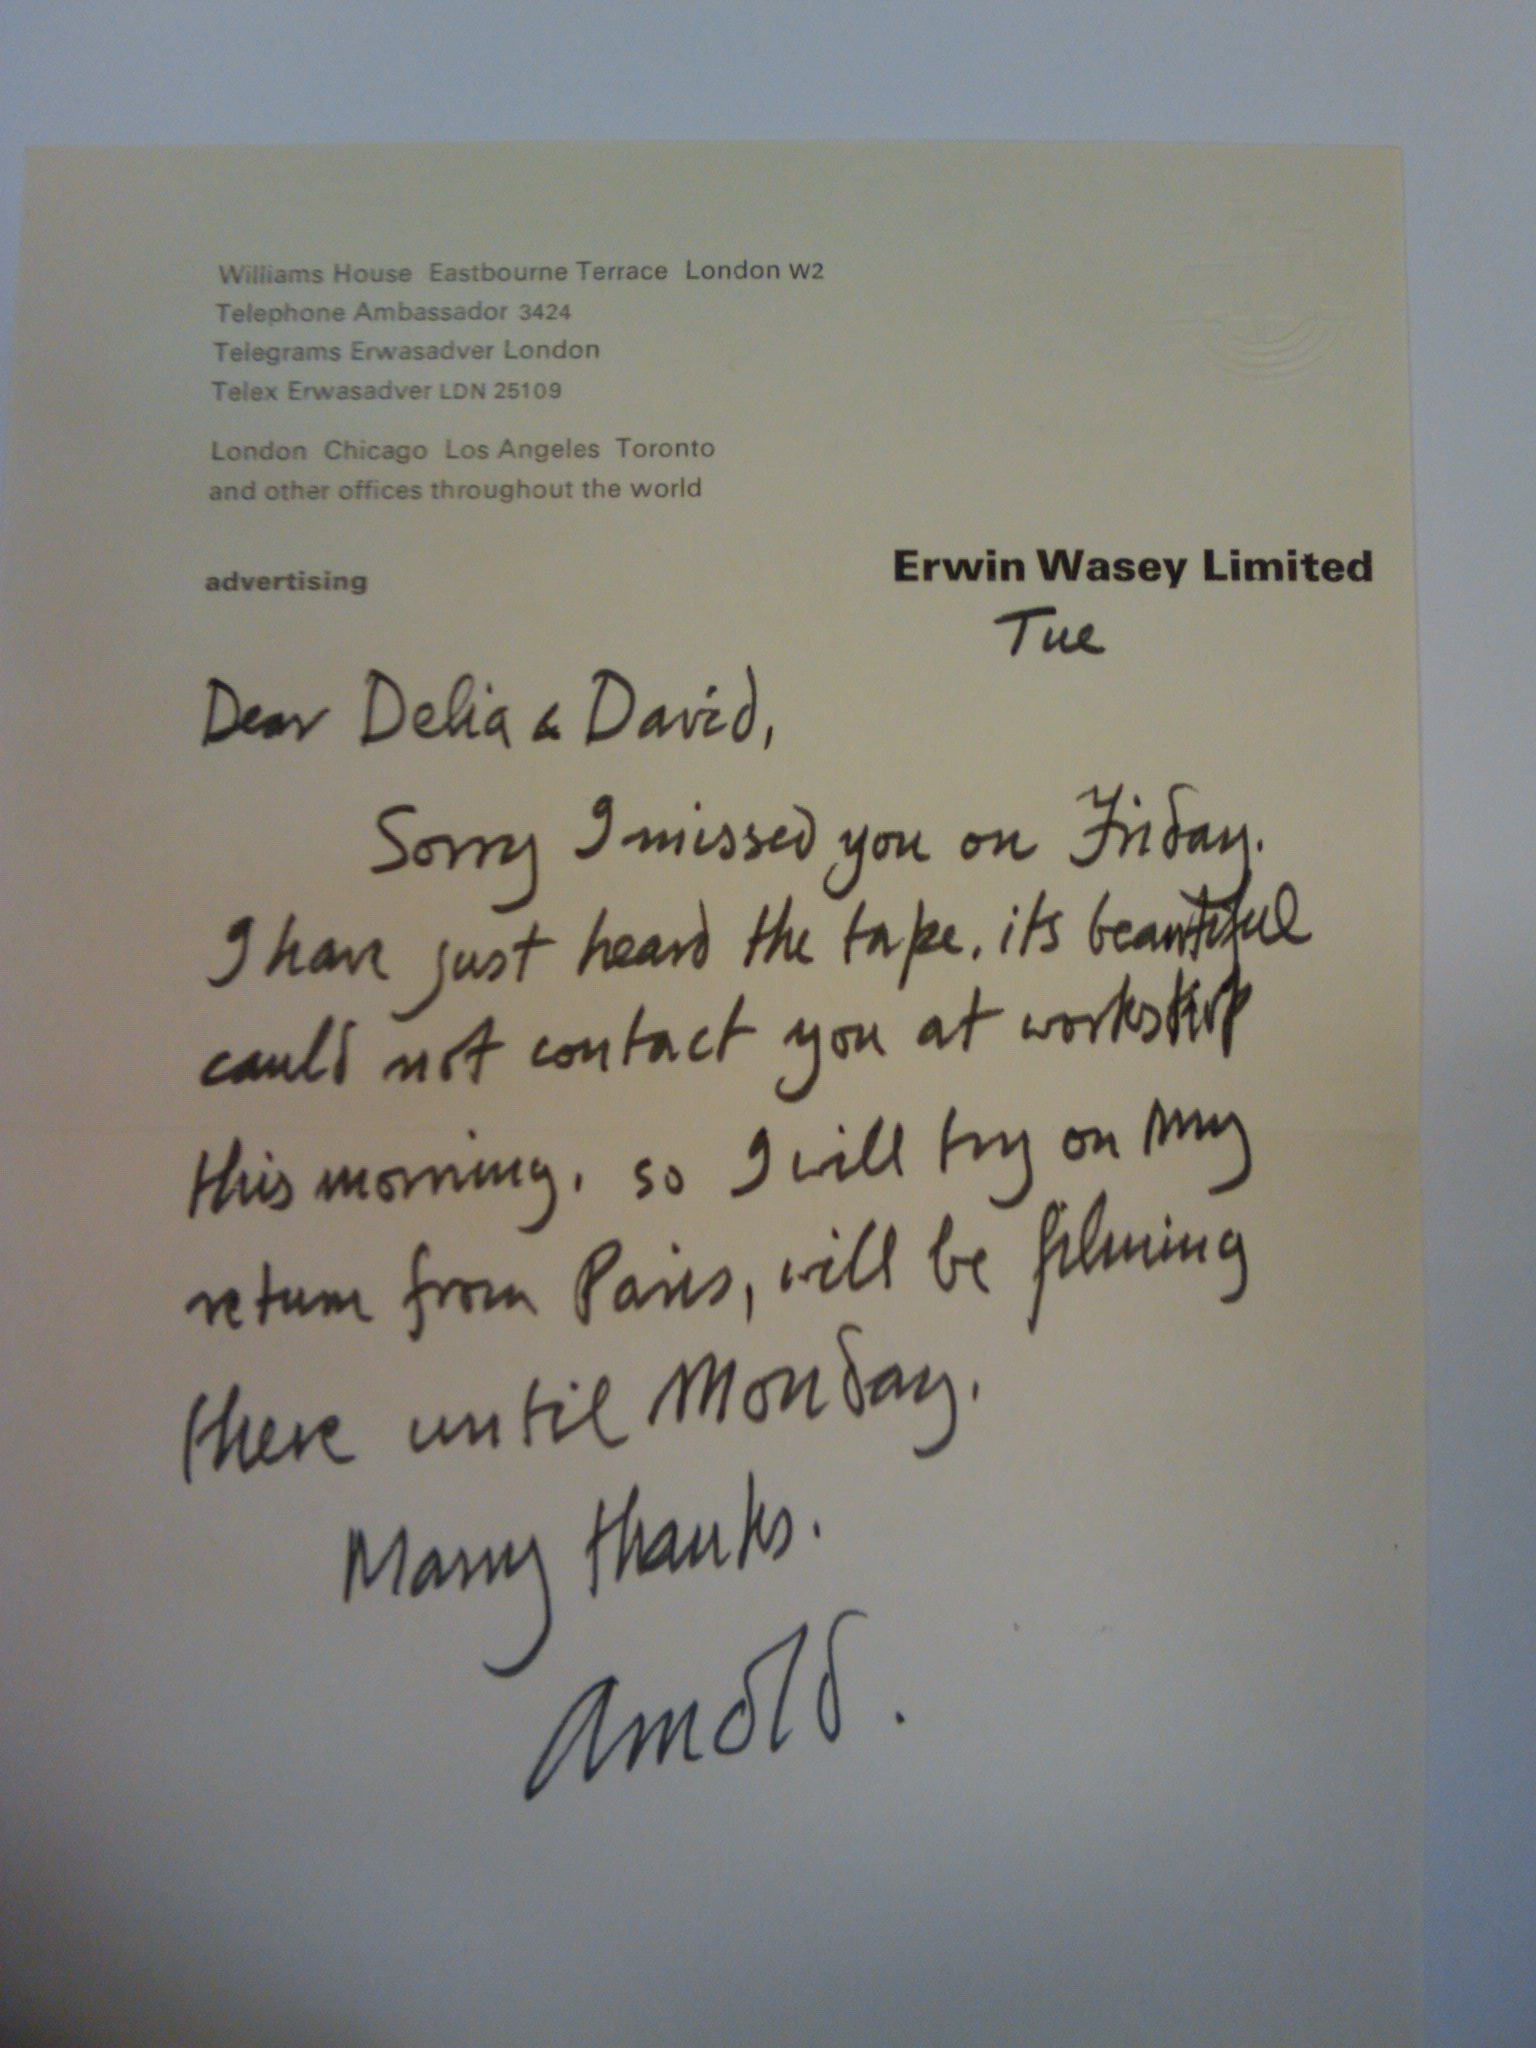 Williams House Eastbourne Terrace London W2
Telephone Ambassador 3424
Telegrams Erwasadver London
Telex Erwasadver LDN 25109
London Chicago Los Angeles Toronto
and other offices throughout the world
advertising
Erwin Wasey Limited
Tue
Dear Delia & David,
Sorry I missed you on Friday.
I have just heard the tape. its beautiful
could not contact you at workshop
this morning. so I will try on my
return from Paris, will be filming
there until Monday.
Many thanks.
Arnold.